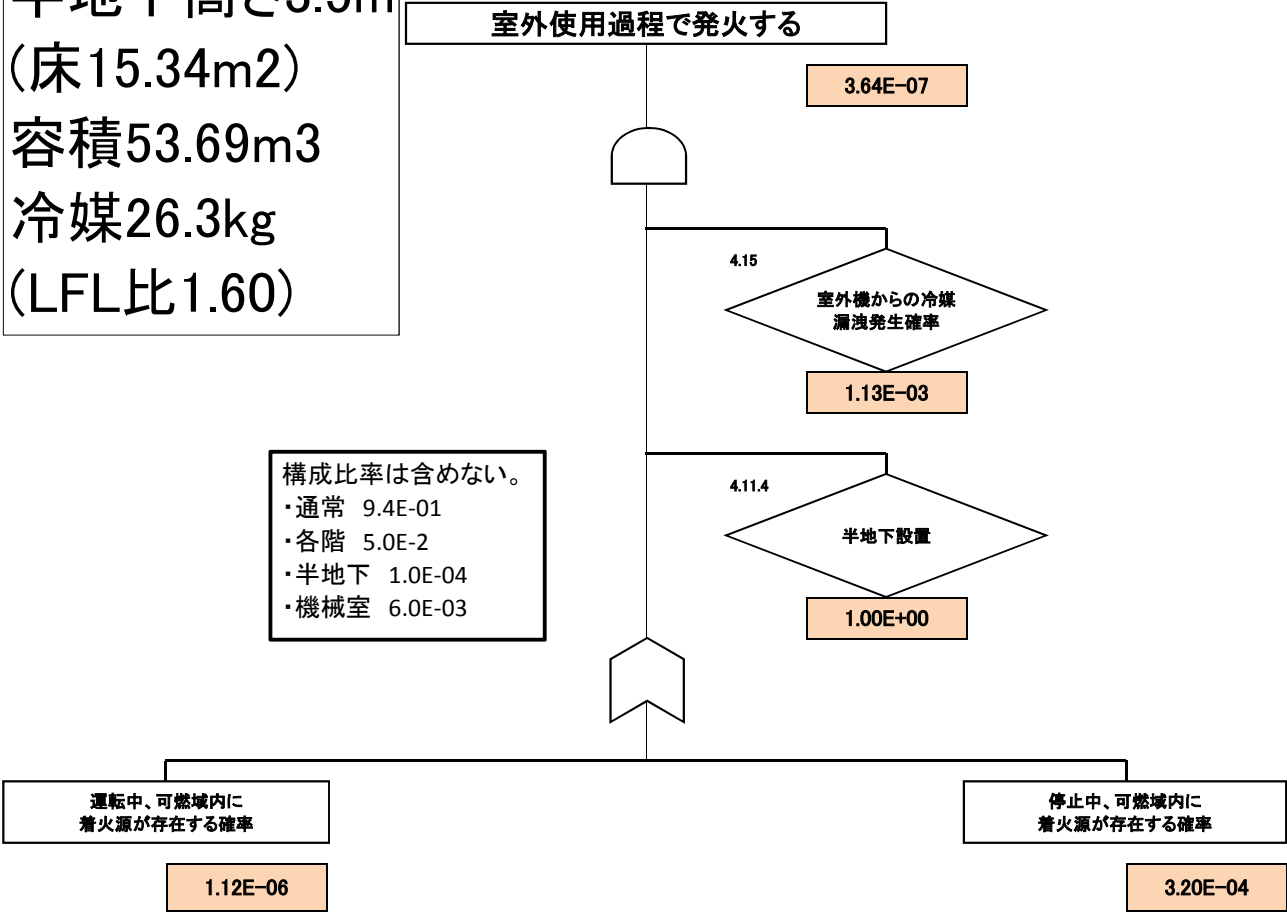 半地下高さ3.5m
(床15.34m2)
容積53.69m3
冷媒26.3kg
(LFL比1.60)
室外使用過程で発火する
3.64E-07
4.15
室外機からの冷媒
漏洩発生確率
1.13E-03
構成比率は含めない。
・通常 9.4E-01
・各階 5.0E-2
・半地下 1.0E-04
・機械室 6.0E-03
4.11.4
半地下設置
1.00E+00
運転中、可燃域内に
着火源が存在する確率
1.12E-06
停止中、可燃域内に
着火源が存在する確率
3.20E-04